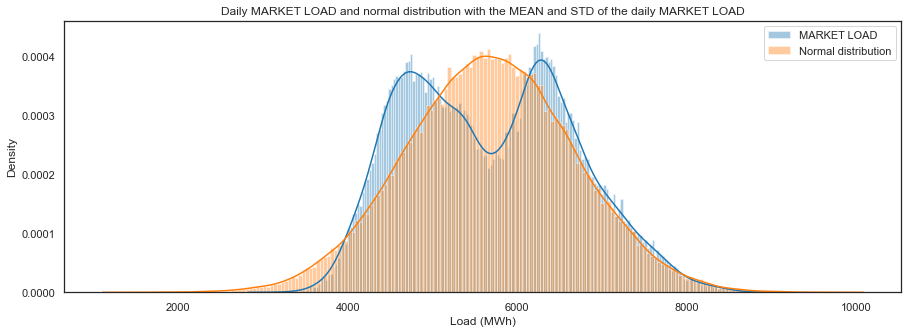 Daily MARKET LOAD and normal distribution with the MEAN and STD of the daily MARKET LOAD
MARKET LOAD
Normal distribution
0.0004
0.0003
0.0002
0.0001
0.0000
Density
2000 4000 6000 8000 10000
Load (MWh)